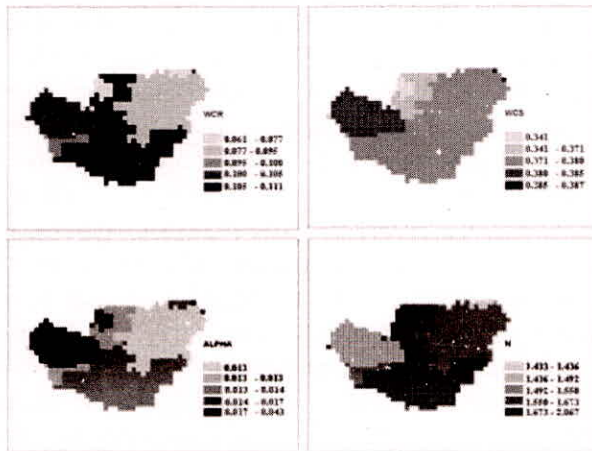 WCR
0.061 - 0.077
0.077 - 0.095
0.095 - 0.100
0.100 - 0.105
0.105 - 0.111
WCS
0.341
0.341 - 0.371
0.371 - 0.380
0.380 - 0.385
0.385 - 0.387
ALPHA
0.013
0.013 - 0.013
0.013 - 0.014
0.014 - 0.017
0.017 - 0.043
N
1.433 - 1.436
1.436 - 1.492
1.492 - 1.550
1.550 - 1.673
1.673 - 2.067